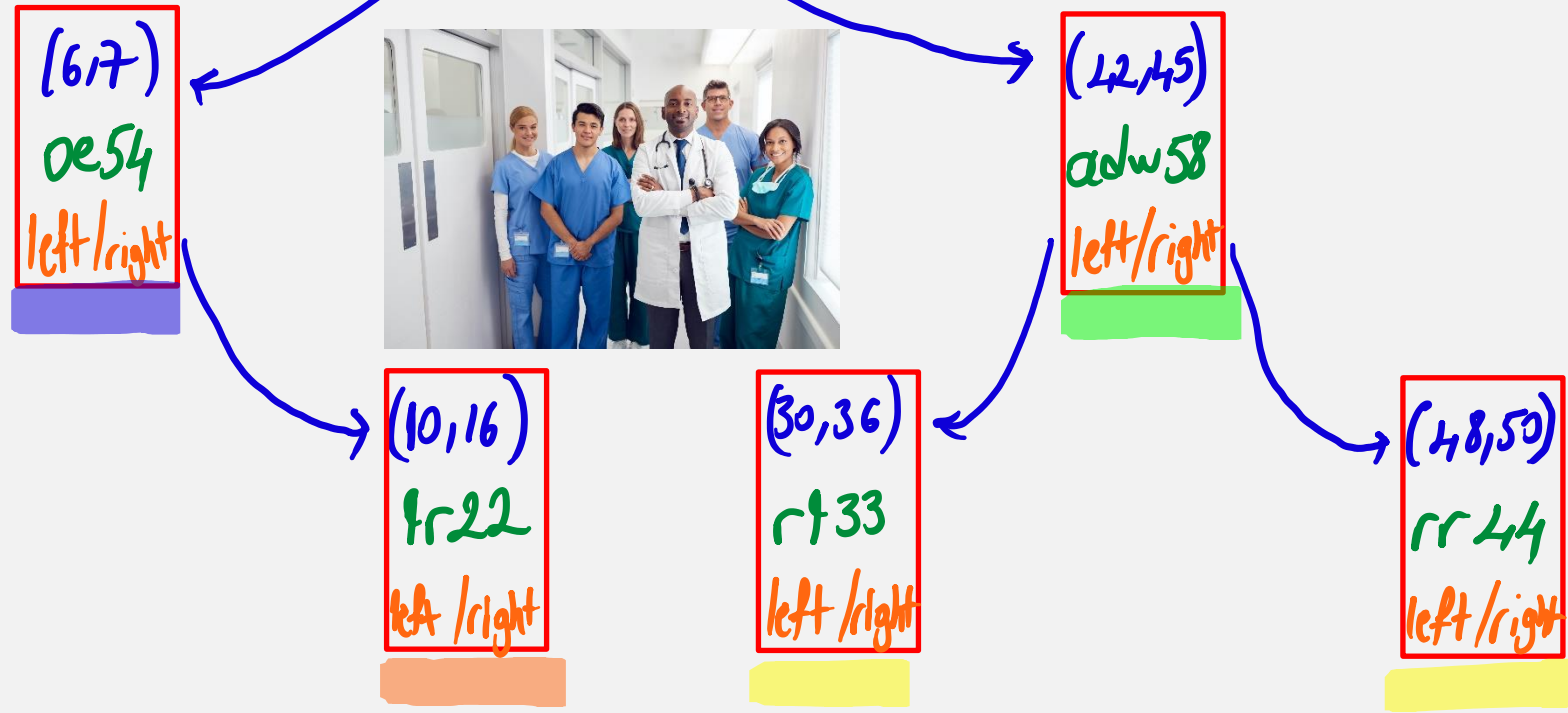 (6,7)
oe54
left/right
(42,45)
adw58
left/right
(10,16)
tr22
left/right
(30,36)
rt33
left/right
(48,50)
rr44
left/right